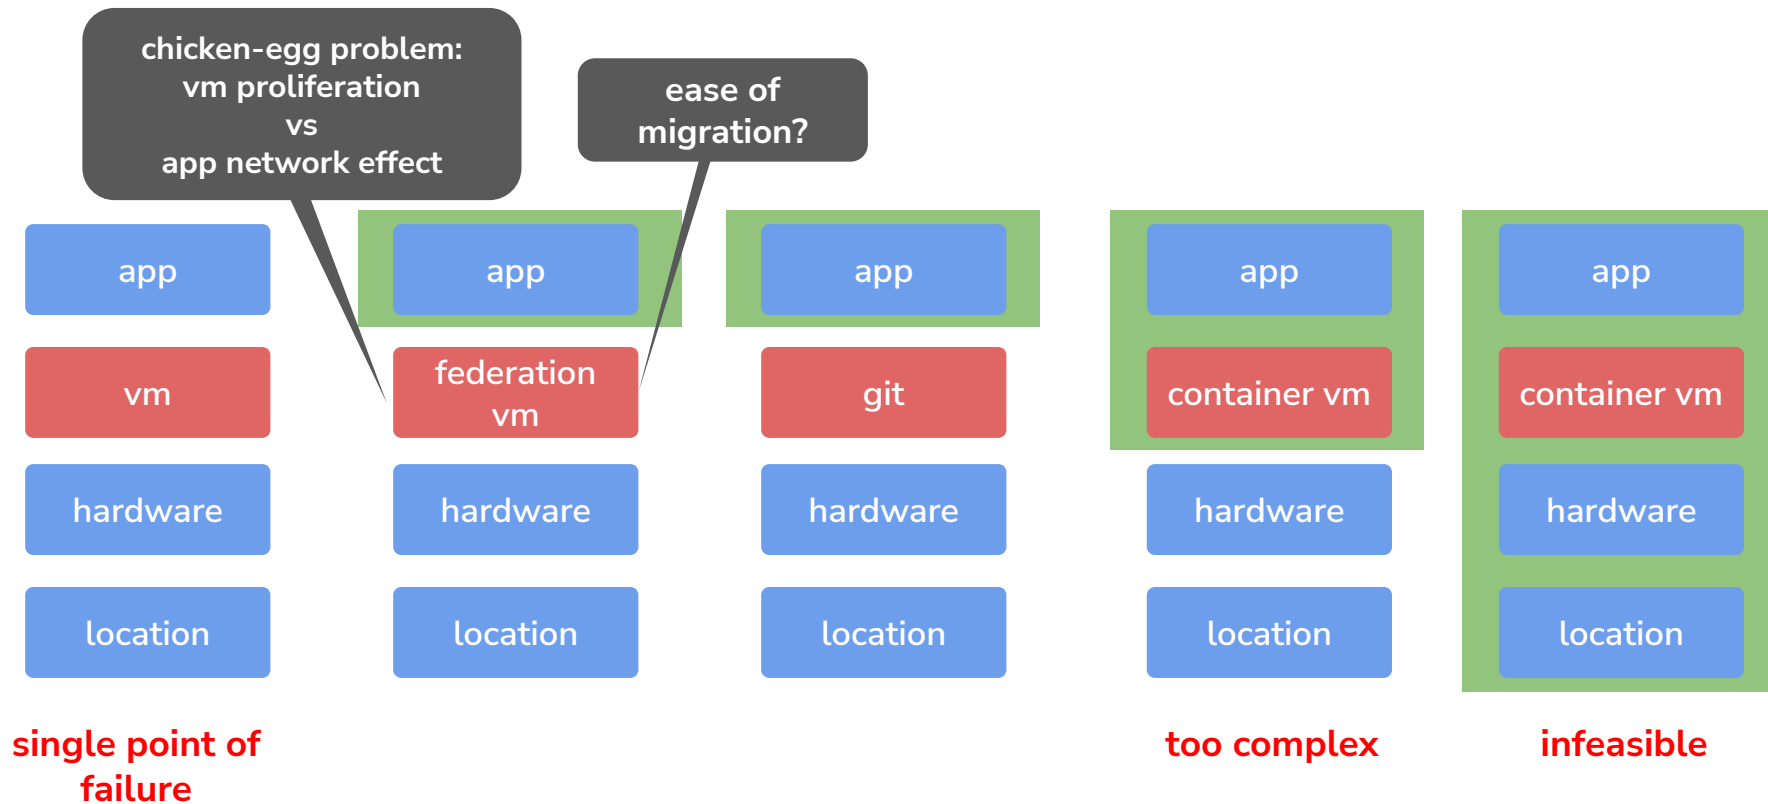 chicken-egg problem:
vm proliferation
vs
app network effect
ease of
migration?
app
app
app
app
app
vm
federation
vm
git
container vm
container vm
hardware
hardware
hardware
hardware
hardware
location
location
location
location
location
single point of
failure
too complex
infeasible